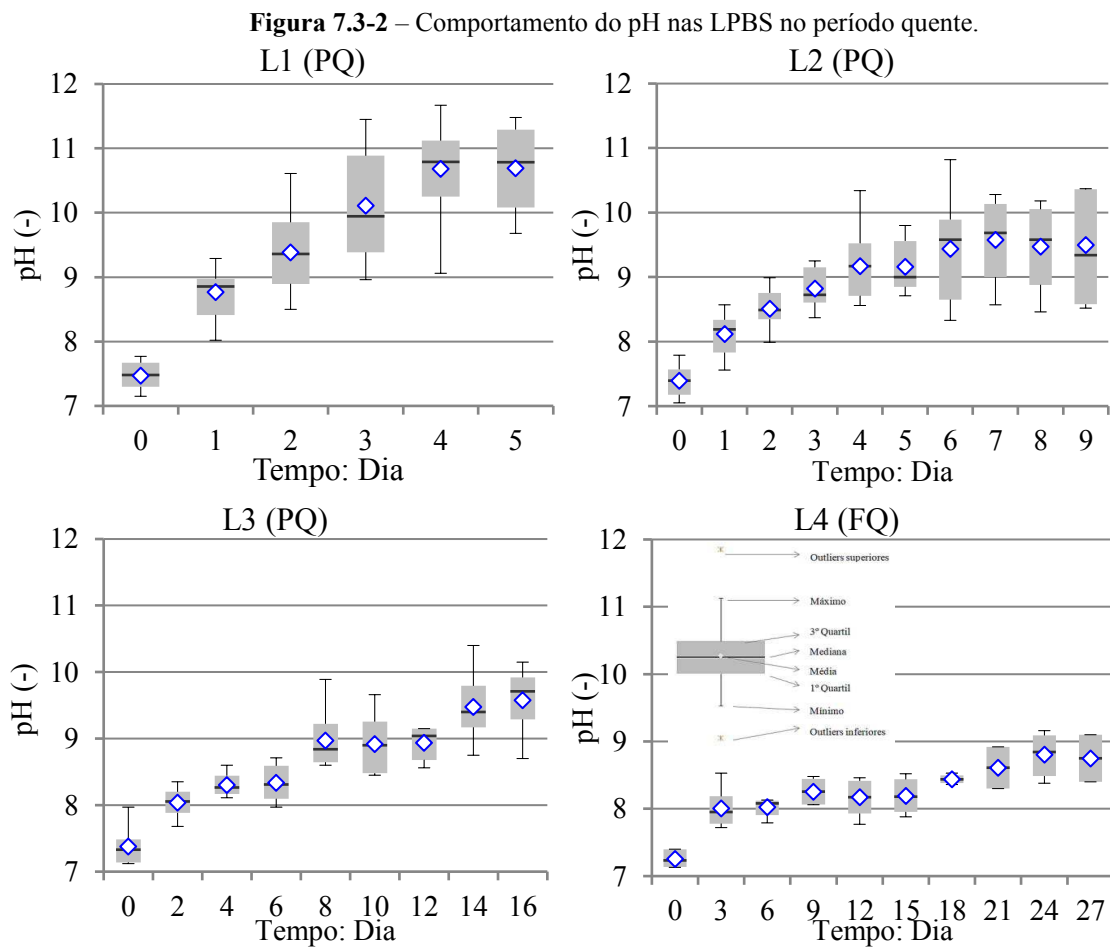 Figura 7.3-2 – Comportamento do pH nas LPBS no período quente.
L1 (PQ)
12
11
10
9
8
7
pH (-)
0 1 2 3 4 5
Tempo: Dia
L2 (PQ)
12
11
10
9
8
7
pH (-)
0 1 2 3 4 5 6 7 8 9
Tempo: Dia
L3 (PQ)
12
11
10
9
8
7
pH (-)
0 2 4 6 8 10 12 14 16
Tempo: Dia
L4 (FQ)
12
11
10
9
8
7
pH (-)
Outliers superiores
Máximo
3º Quartil
Mediana
Média
1º Quartil
Mínimo
Outliers inferiores
0 3 6 9 12 15 18 21 24 27
Tempo: Dia